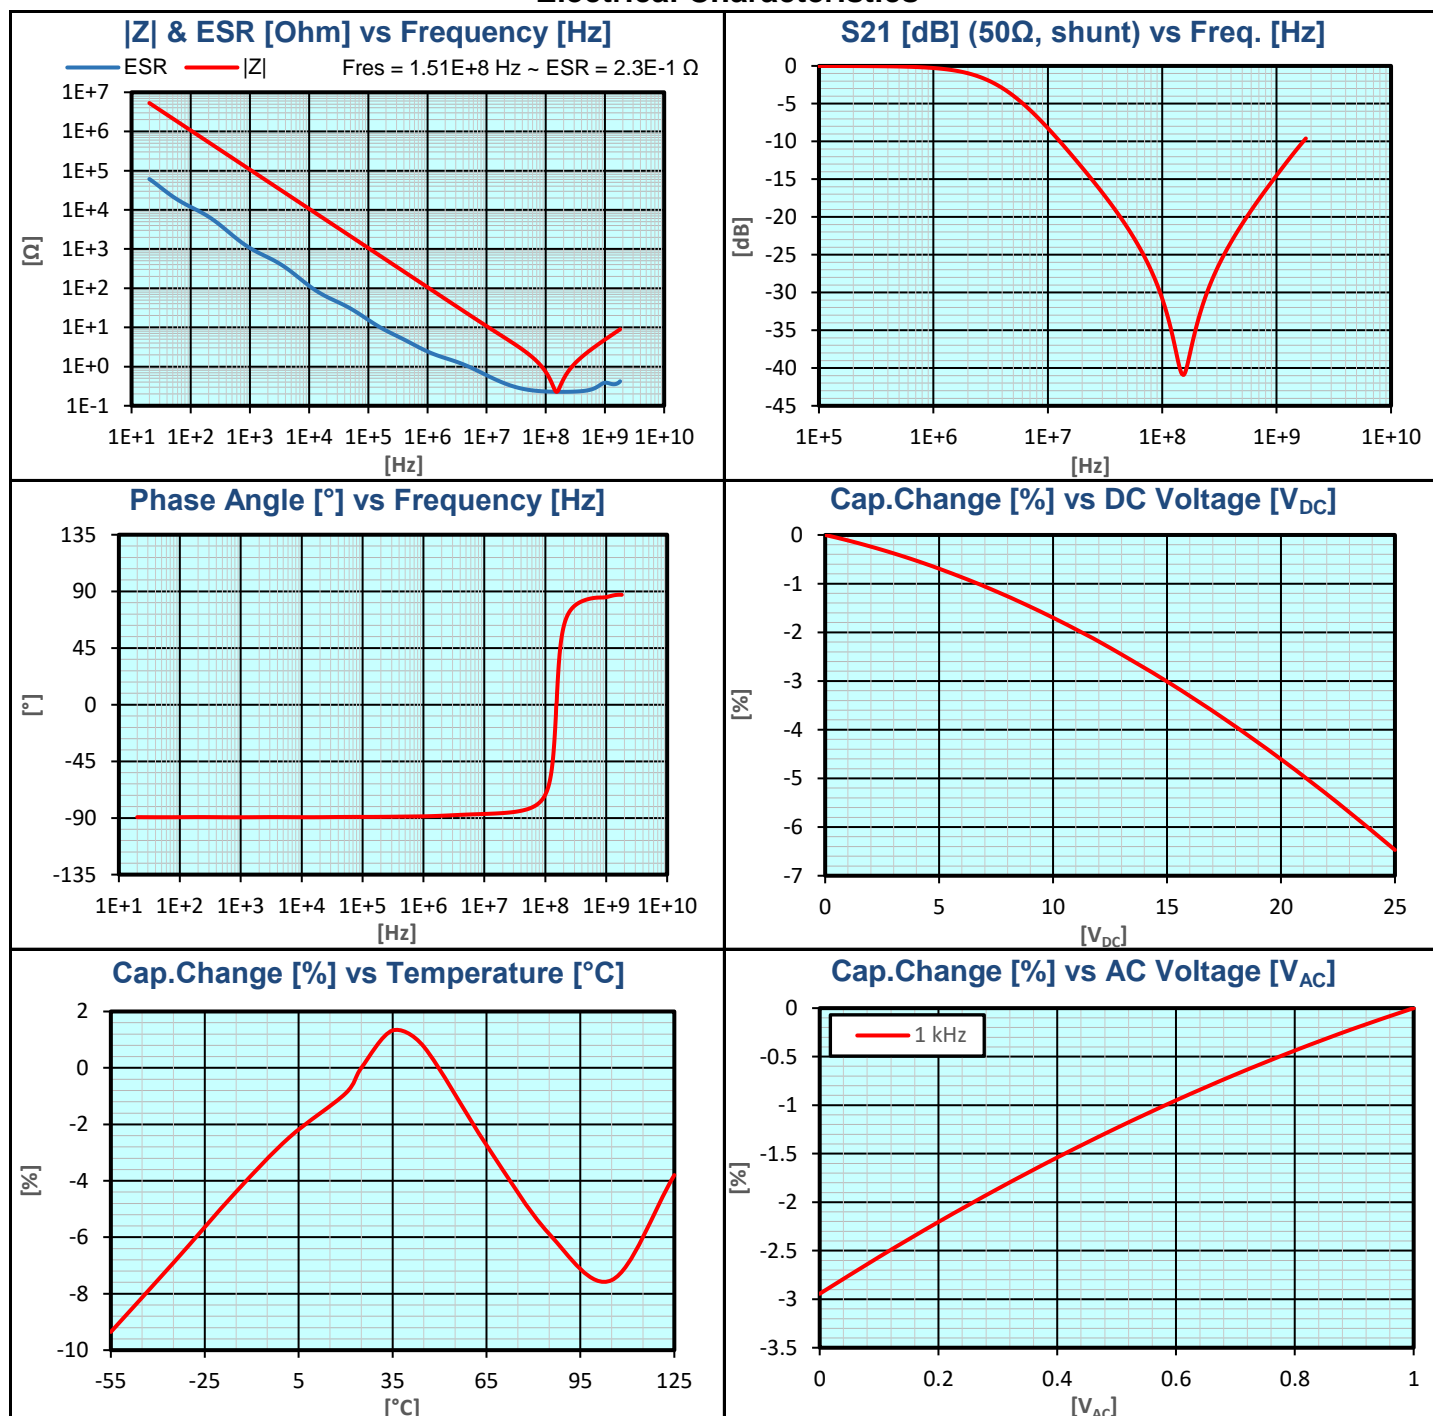 Electrical Characteristics
|Z| & ESR [Ohm] vs Frequency [Hz]
ESR |Z| Fres = 1.51E+8 Hz ~ ESR = 2.3E-1 Ω
1E+7
1E+6
1E+5
1E+4
1E+3
1E+2
1E+1
1E+0
1E-1
[Ω]
1E+1 1E+2 1E+3 1E+4 1E+5 1E+6 1E+7 1E+8 1E+9 1E+10
[Hz]
S21 [dB] (50Ω, shunt) vs Freq. [Hz]
0
-5
-10
-15
-20
-25
-30
-35
-40
-45
[dB]
1E+5 1E+6 1E+7 1E+8 1E+9 1E+10
[Hz]
Phase Angle [°] vs Frequency [Hz]
135
90
45
0
-45
-90
-135
[°]
1E+1 1E+2 1E+3 1E+4 1E+5 1E+6 1E+7 1E+8 1E+9 1E+10
[Hz]
Cap.Change [%] vs DC Voltage [VDC]
0
-1
-2
-3
-4
-5
-6
-7
[%]
0 5 10 15 20 25
[VDC]
Cap.Change [%] vs Temperature [°C]
2
0
-2
-4
-6
-8
-10
[%]
-55 -25 5 35 65 95 125
[°C]
Cap.Change [%] vs AC Voltage [VAC]
1 kHz
0
-0.5
-1
-1.5
-2
-2.5
-3
-3.5
[%]
0 0.2 0.4 0.6 0.8 1
[VAC]